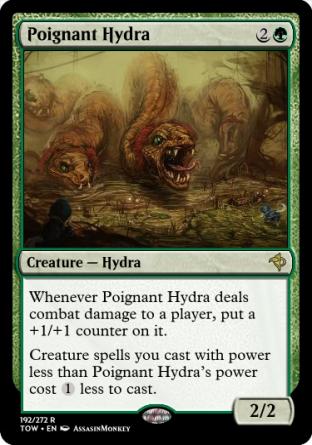 Poignant Hydra 2
Creature — Hydra
Whenever Poignant Hydra deals
combat damage to a player, put a
+1/+1 counter on it.
Creature spells you cast with power
less than Poignant Hydra's power
cost 1 less to cast.
2/2
192/272 R
TOW • EN AssasinMonkey